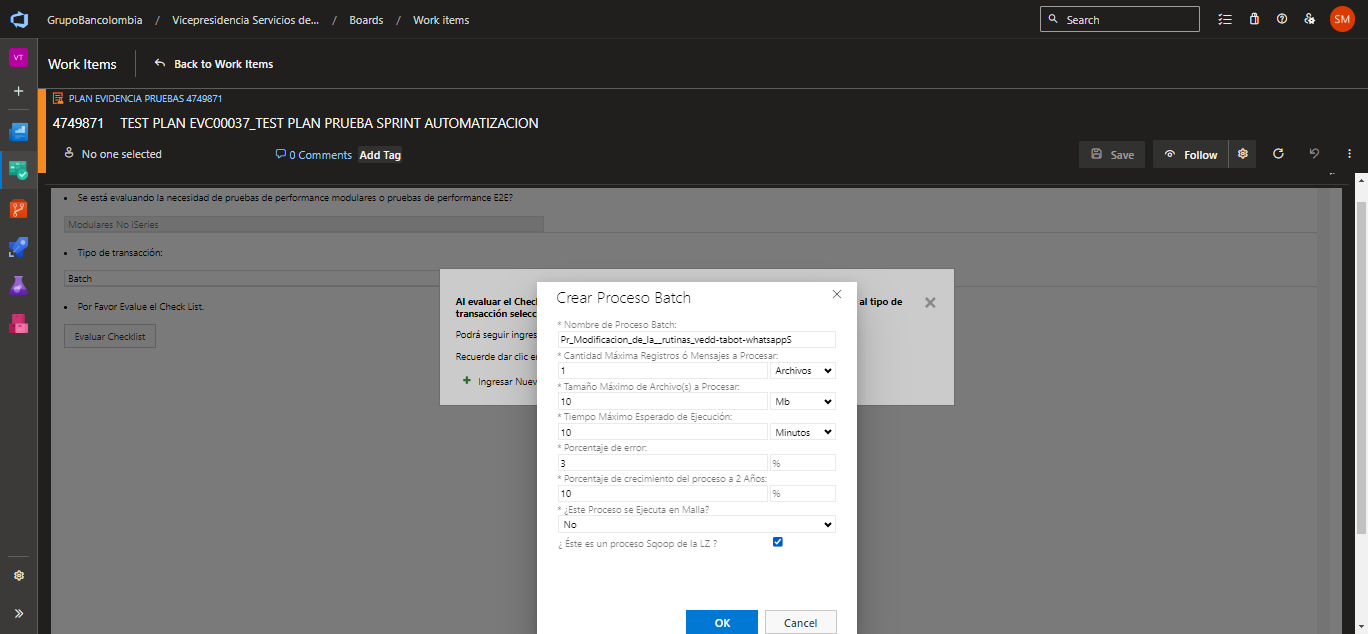 GrupoBancolombia / Vicepresidencia Servicios de... / Boards / Work items
Search
SM
VT
Work Items
Back to Work Items
PLAN EVIDENCIA PRUEBAS 4749871
4749871 TEST PLAN EVC00037_TEST PLAN PRUEBA SPRINT AUTOMATIZACION
No one selected
0 Comments
Add Tag
Save
Follow
Se está evaluando la necesidad de pruebas de performance modulares o pruebas de performance E2E?
Modulares No iSeries
Tipo de transacción:
Batch
Por Favor Evalue el Check List.
Evaluar Checklist
Al evaluar el Chec
al tipo de
transacción selecc
Podrá seguir ingres
Recuerde dar clic e
Ingresar Nuev
Crear Proceso Batch
* Nombre de Proceso Batch:
Pr_Modificacion_de_la__rutinas_vedd-tabot-whatsappS
* Cantidad Máxima Registros ó Mensajes a Procesar:
1 Archivos
* Tamaño Máximo de Archivo(s) a Procesar:
10 Mb
* Tiempo Máximo Esperado de Ejecución:
10 Minutos
* Porcentaje de error:
3 %
* Porcentaje de crecimiento del proceso a 2 Años:
10 %
* ¿Este Proceso se Ejecuta en Malla?
No
¿ Éste es un proceso Sqoop de la LZ ?
OK
Cancel